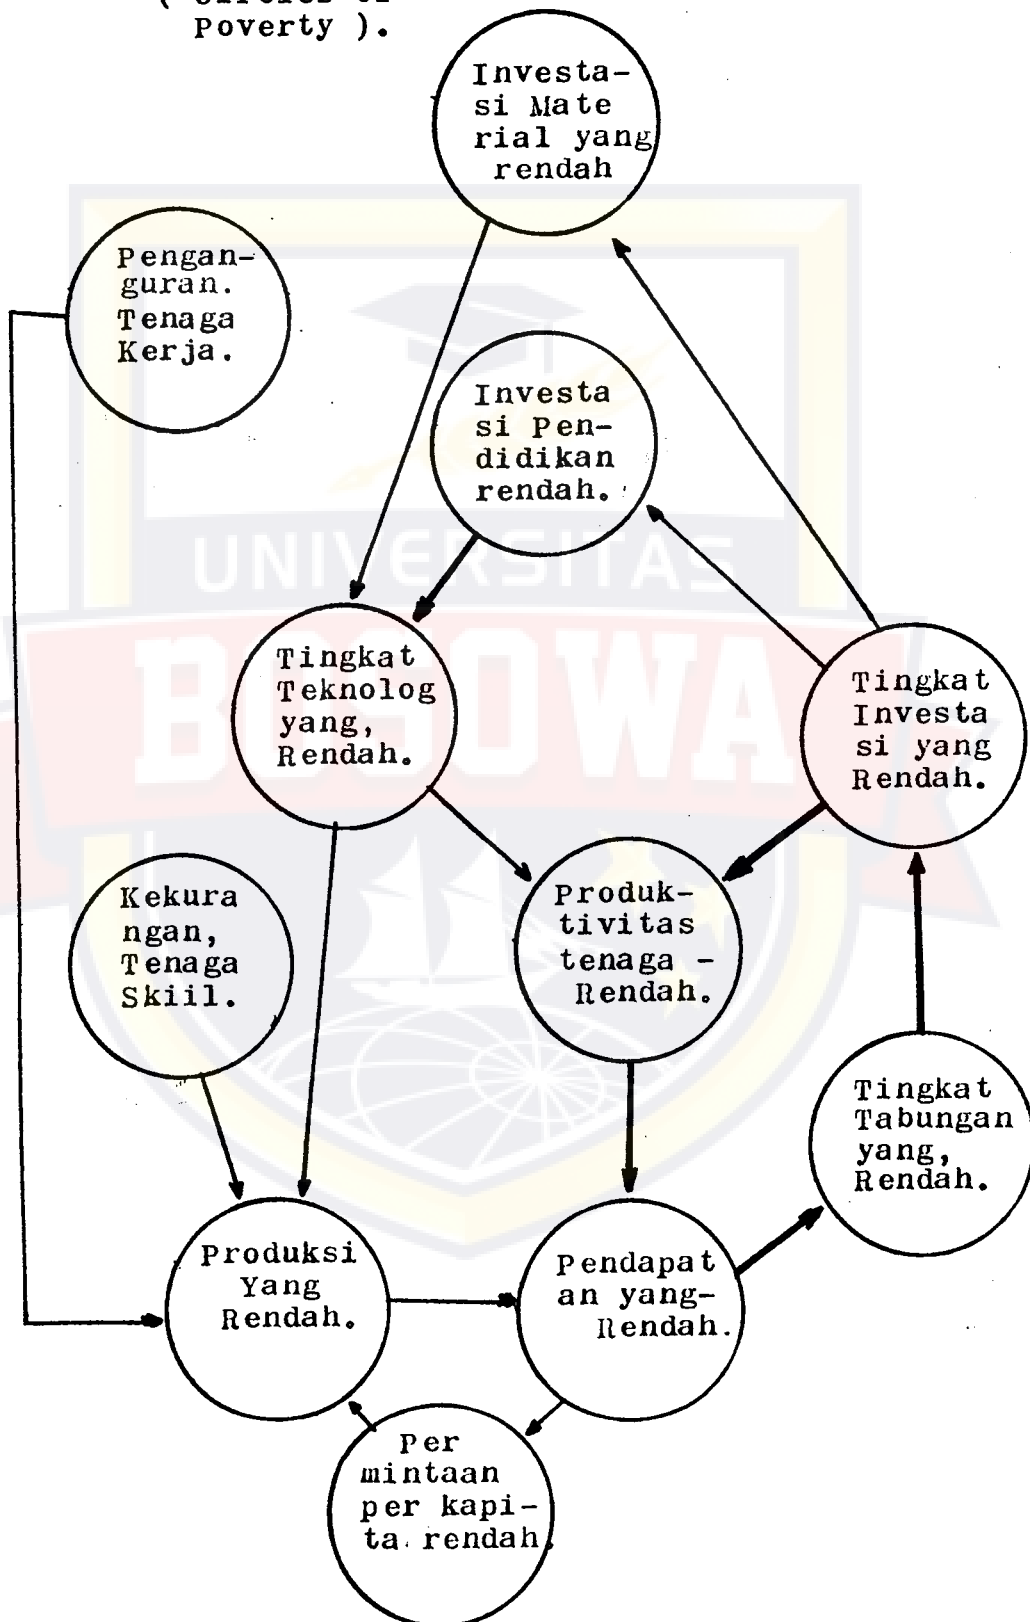 Poverty ).
Investa-
si Mate
rial yang
rendah
Pengan-
guran.
Tenaga
Kerja.
Investa
si Pen-
didikan
rendah.
UNIVERSITAS
BOSOWA
Tingkat
Teknolog
yang,
Rendah.
Tingkat
Investa
si yang
Rendah.
Kekura
ngan,
Tenaga
Skiil.
Produk-
tivitas
tenaga -
Rendah.
Tingkat
Tabungan
yang,
Rendah.
Produksi
Yang
Rendah.
Pendapat
an yang-
Rendah.
Per
mintaan
per kapi-
ta rendah.